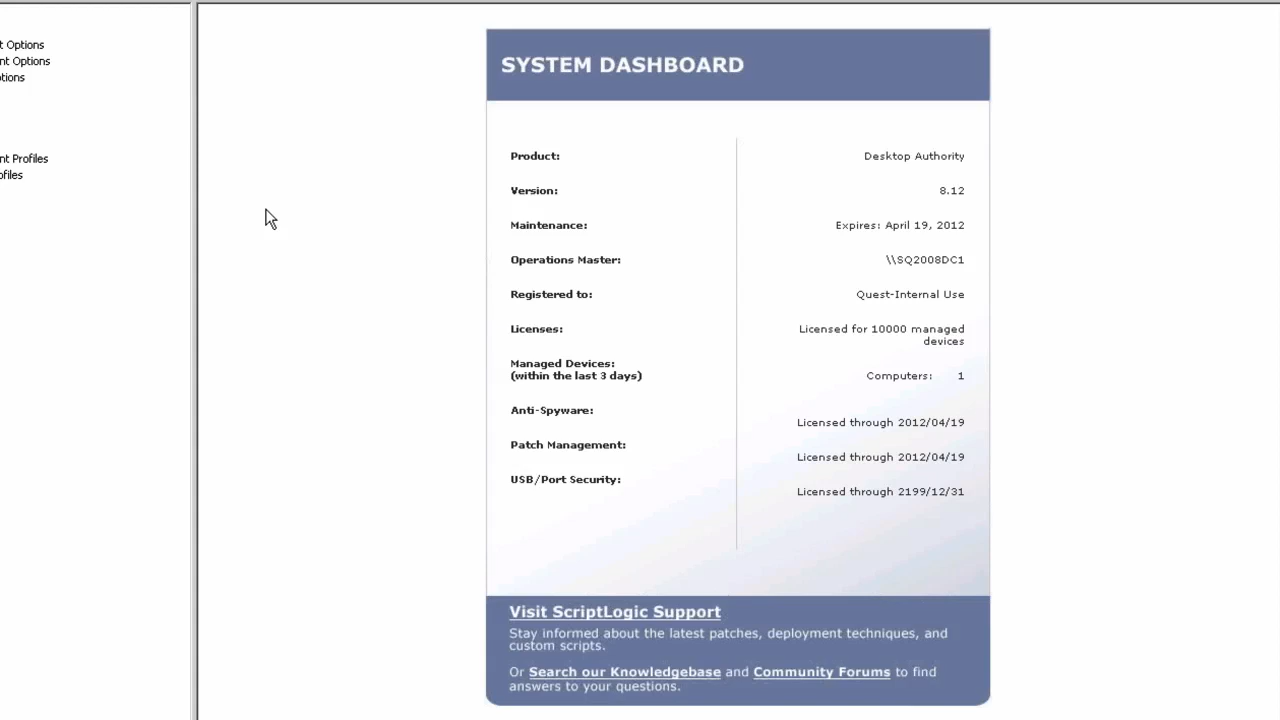 t Options
nt Options
ptions
nt Profiles
ofiles
SYSTEM DASHBOARD
Product: Desktop Authority
Version: 8.12
Maintenance: Expires: April 19, 2012
Operations Master: \\SQ2008DC1
Registered to: Quest-Internal Use
Licenses: Licensed for 10000 managed
devices
Managed Devices:
(within the last 3 days) Computers: 1
Anti-Spyware: Licensed through 2012/04/19
Patch Management: Licensed through 2012/04/19
USB/Port Security: Licensed through 2199/12/31
Visit ScriptLogic Support
Stay informed about the latest patches, deployment techniques, and
custom scripts.
Or Search our Knowledgebase and Community Forums to find
answers to your questions.